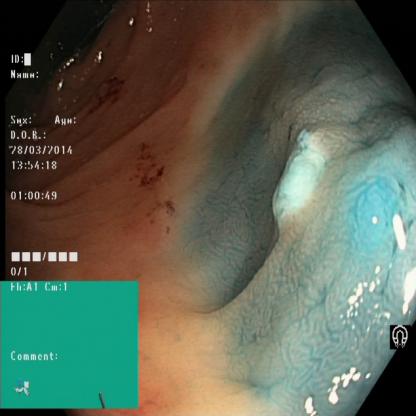 ID:
Name:
Sex: Age:
D.O.B.:
28/03/2014
13:54:18
01:00:49
0/1
Eh:A1 Cm:1
Comment: